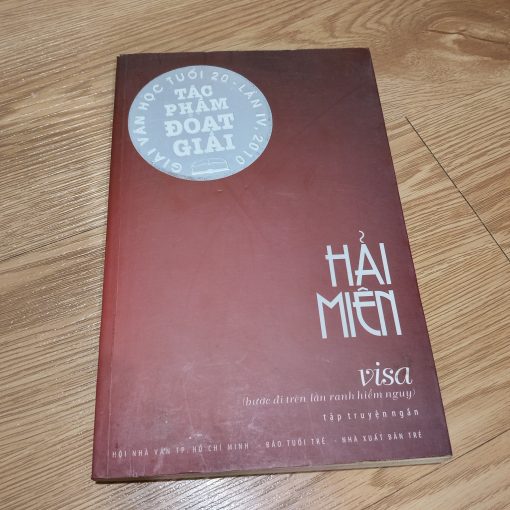 GIẢI VĂN HỌC TUỔI 20 - LẦN IV, 2010
TÁC
PHẨM
ĐOẠT
GIẢI
HẢI
MIÊN
visa
(bước đi trên lằn ranh hiểm nguy)
tập truyện ngắn
HỘI NHÀ VĂN TP. HỒ CHÍ MINH - BÁO TUỔI TRẺ - NHÀ XUẤT BẢN TRẺ